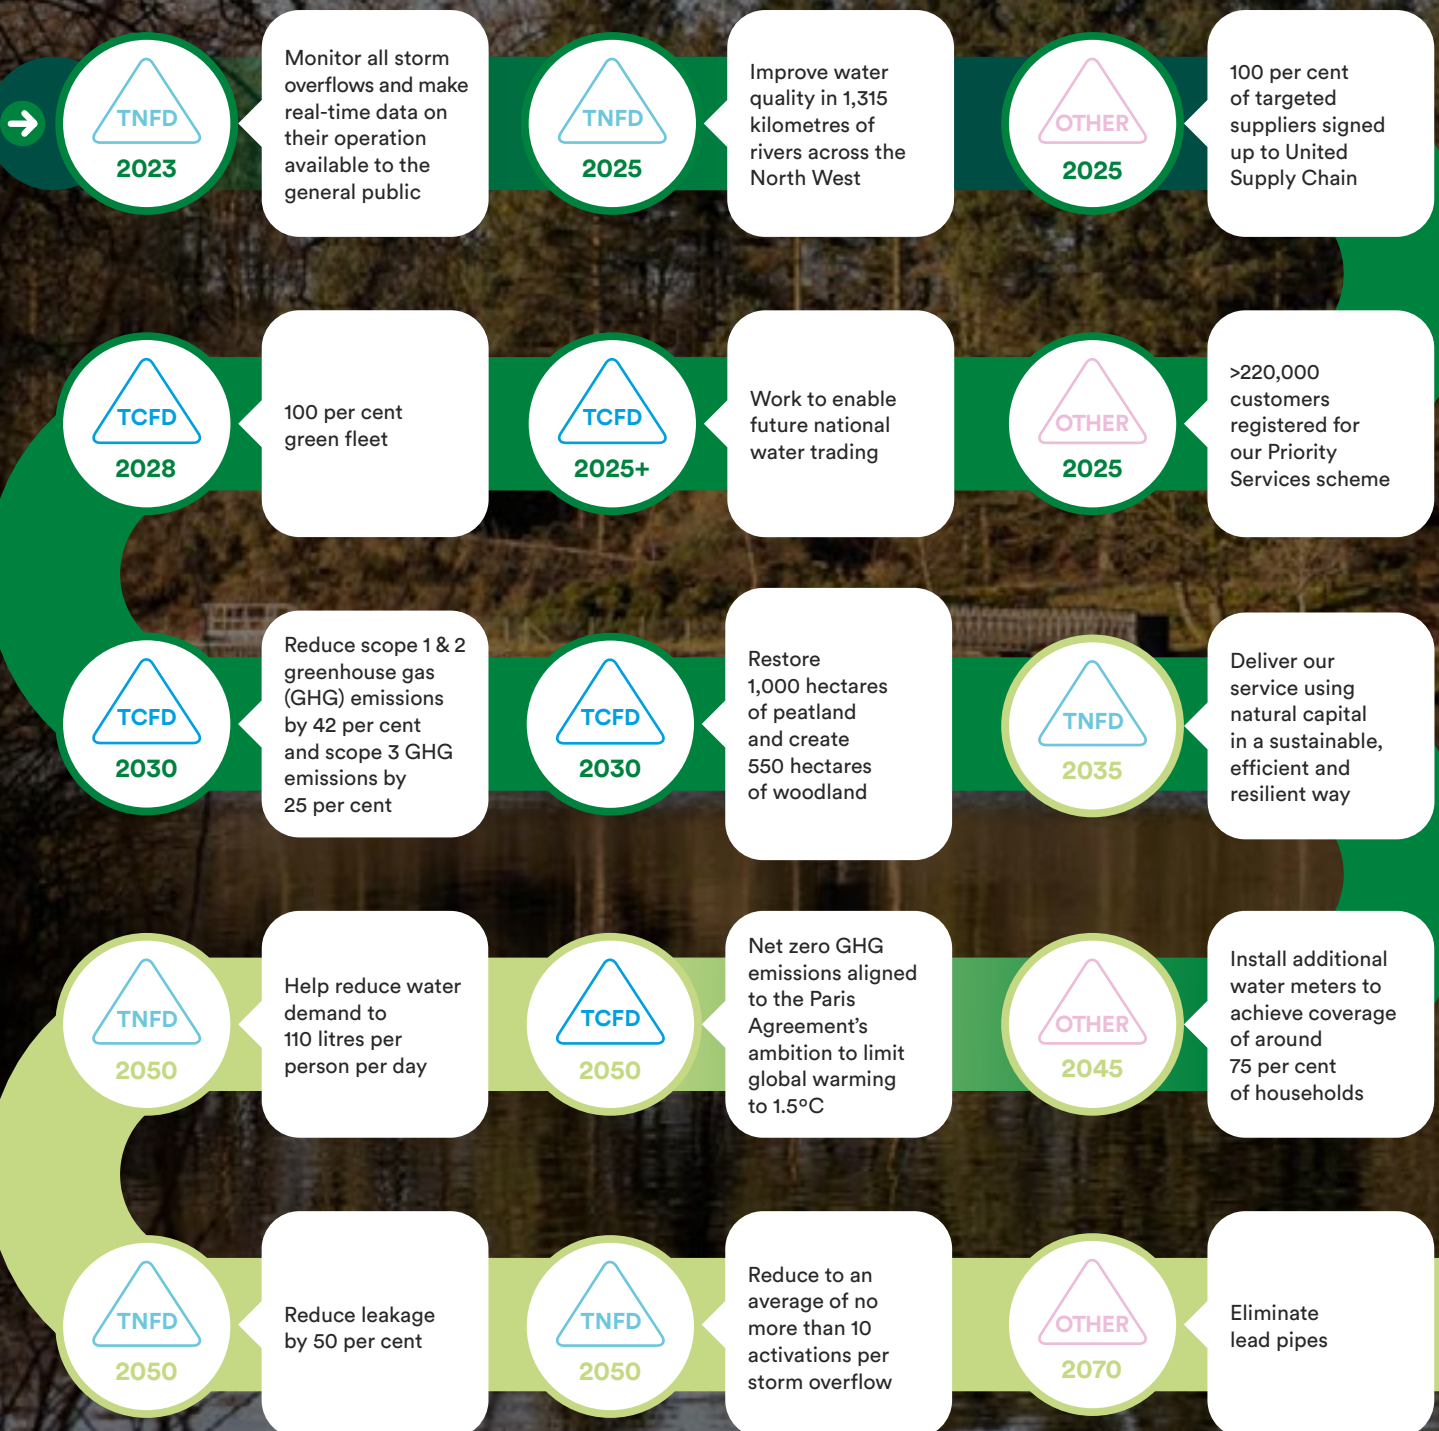 TNFD
2023
Monitor all storm
overflows and make
real-time data on
their operation
available to the
general public
TNFD
2025
Improve water
quality in 1,315
kilometres of
rivers across the
North West
OTHER
2025
100 per cent
of targeted
suppliers signed
up to United
Supply Chain
OTHER
2025
>220,000
customers
registered for
our Priority
Services scheme
TCFD
2025+
Work to enable
future national
water trading
TCFD
2028
100 per cent
green fleet
TCFD
2030
Reduce scope 1 & 2
greenhouse gas
(GHG) emissions
by 42 per cent
and scope 3 GHG
emissions by
25 per cent
TCFD
2030
Restore
1,000 hectares
of peatland
and create
550 hectares
of woodland
TNFD
2035
Deliver our
service using
natural capital
in a sustainable,
efficient and
resilient way
OTHER
2045
Install additional
water meters to
achieve coverage
of around
75 per cent
of households
TCFD
2050
Net zero GHG
emissions aligned
to the Paris
Agreement’s
ambition to limit
global warming
to 1.5°C
TNFD
2050
Help reduce water
demand to
110 litres per
person per day
TNFD
2050
Reduce leakage
by 50 per cent
TNFD
2050
Reduce to an
average of no
more than 10
activations per
storm overflow
OTHER
2070
Eliminate
lead pipes